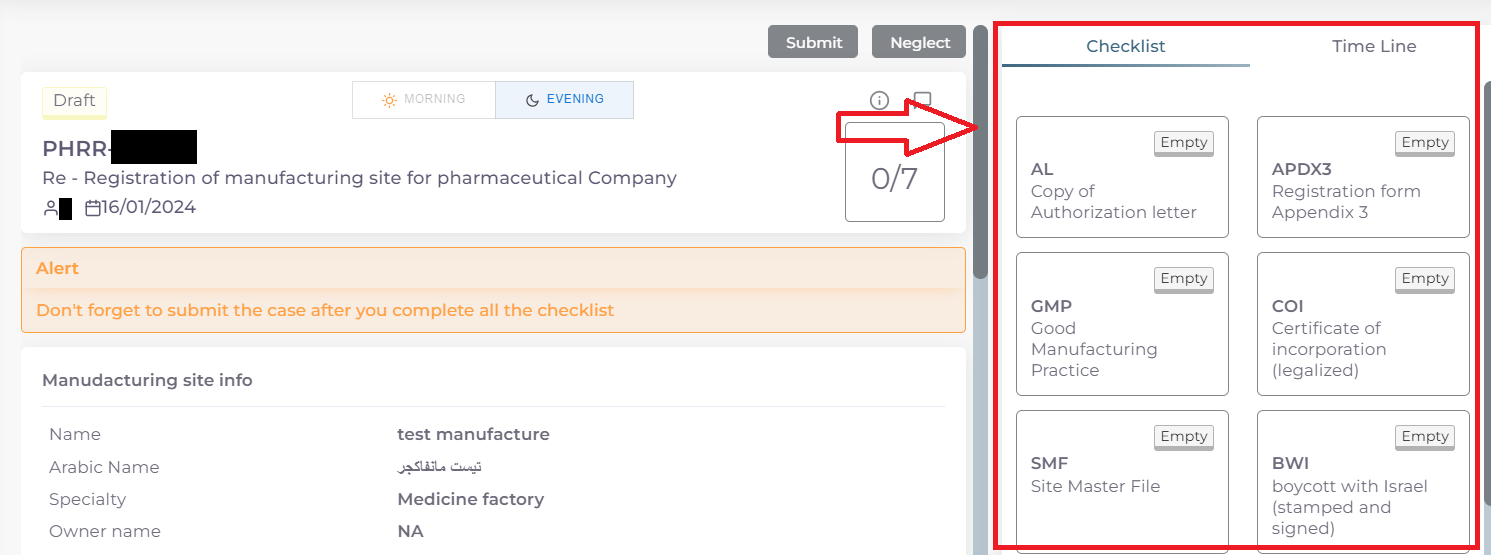 Submit Neglect
Draft
MORNING EVENING
PHRR-
Re - Registration of manufacturing site for pharmaceutical Company
16/01/2024
0/7
Alert
Don't forget to submit the case after you complete all the checklist
Manudacturing site info
Name test manufacture
Arabic Name تيست مانفاكجر
Specialty Medicine factory
Owner name NA
Checklist Time Line
Empty
AL
Copy of
Authorization letter
Empty
APDX3
Registration form
Appendix 3
Empty
GMP
Good
Manufacturing
Practice
Empty
COI
Certificate of
incorporation
(legalized)
Empty
SMF
Site Master File
Empty
BWI
boycott with Israel
(stamped and
signed)